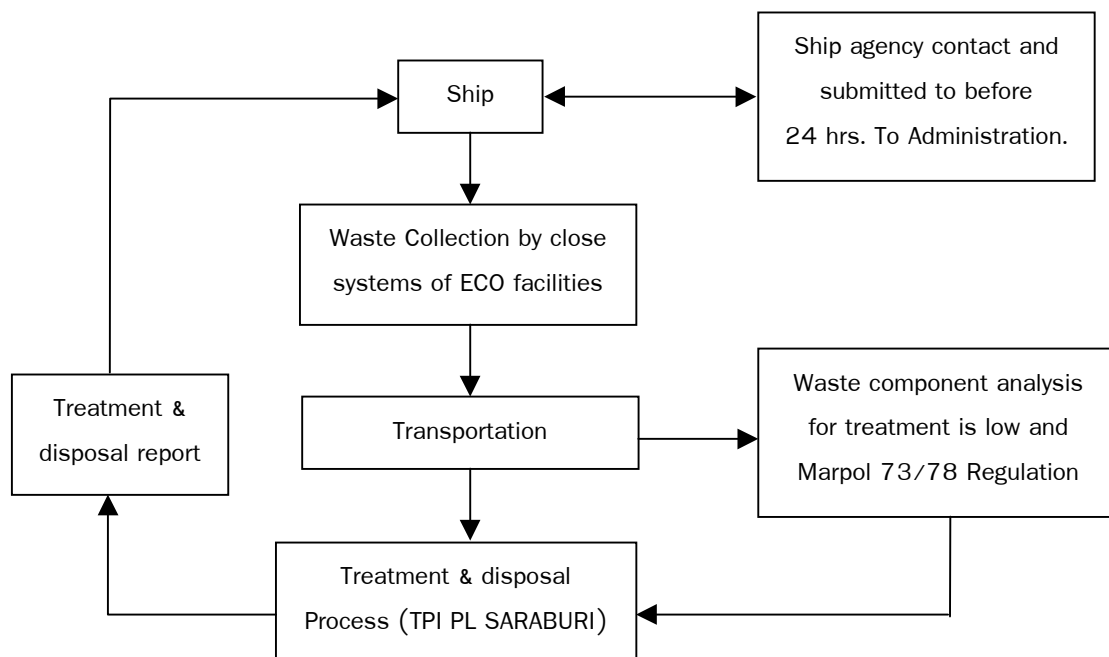 Ship
Ship agency contact and
submitted to before
24 hrs. To Administration.
Waste Collection by close
systems of ECO facilities
Transportation
Waste component analysis
for treatment is low and
Marpol 73/78 Regulation
Treatment &
disposal report
Treatment & disposal
Process (TPI PL SARABURI)